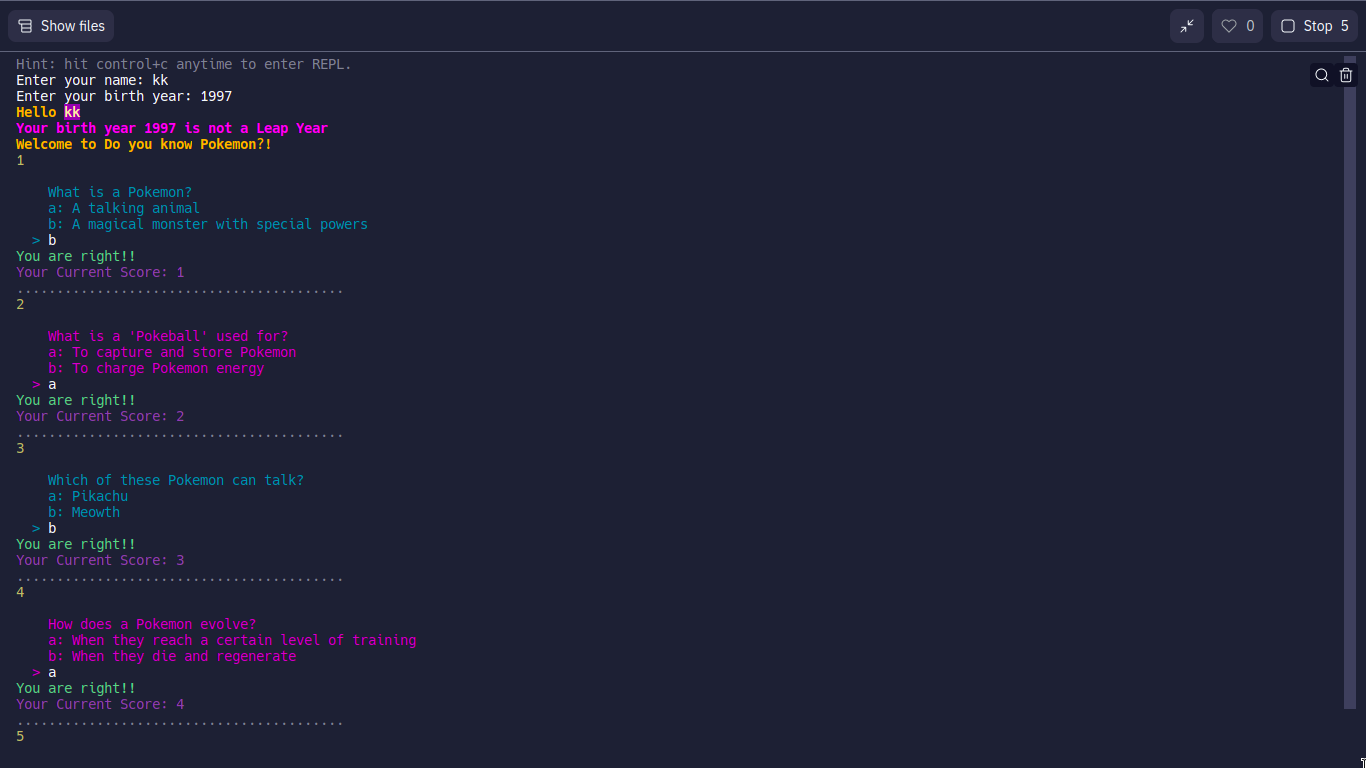 Show files
0
Stop 5
Hint: hit control+c anytime to enter REPL.
Enter your name: kk
Enter your birth year: 1997
Hello kk
Your birth year 1997 is not a Leap Year
Welcome to Do you know Pokemon?!
1
What is a Pokemon?
a: A talking animal
b: A magical monster with special powers
> b
You are right!!
Your Current Score: 1
.........................................
2
What is a 'Pokeball' used for?
a: To capture and store Pokemon
b: To charge Pokemon energy
> a
You are right!!
Your Current Score: 2
.........................................
3
Which of these Pokemon can talk?
a: Pikachu
b: Meowth
> b
You are right!!
Your Current Score: 3
.........................................
4
How does a Pokemon evolve?
a: When they reach a certain level of training
b: When they die and regenerate
> a
You are right!!
Your Current Score: 4
.........................................
5